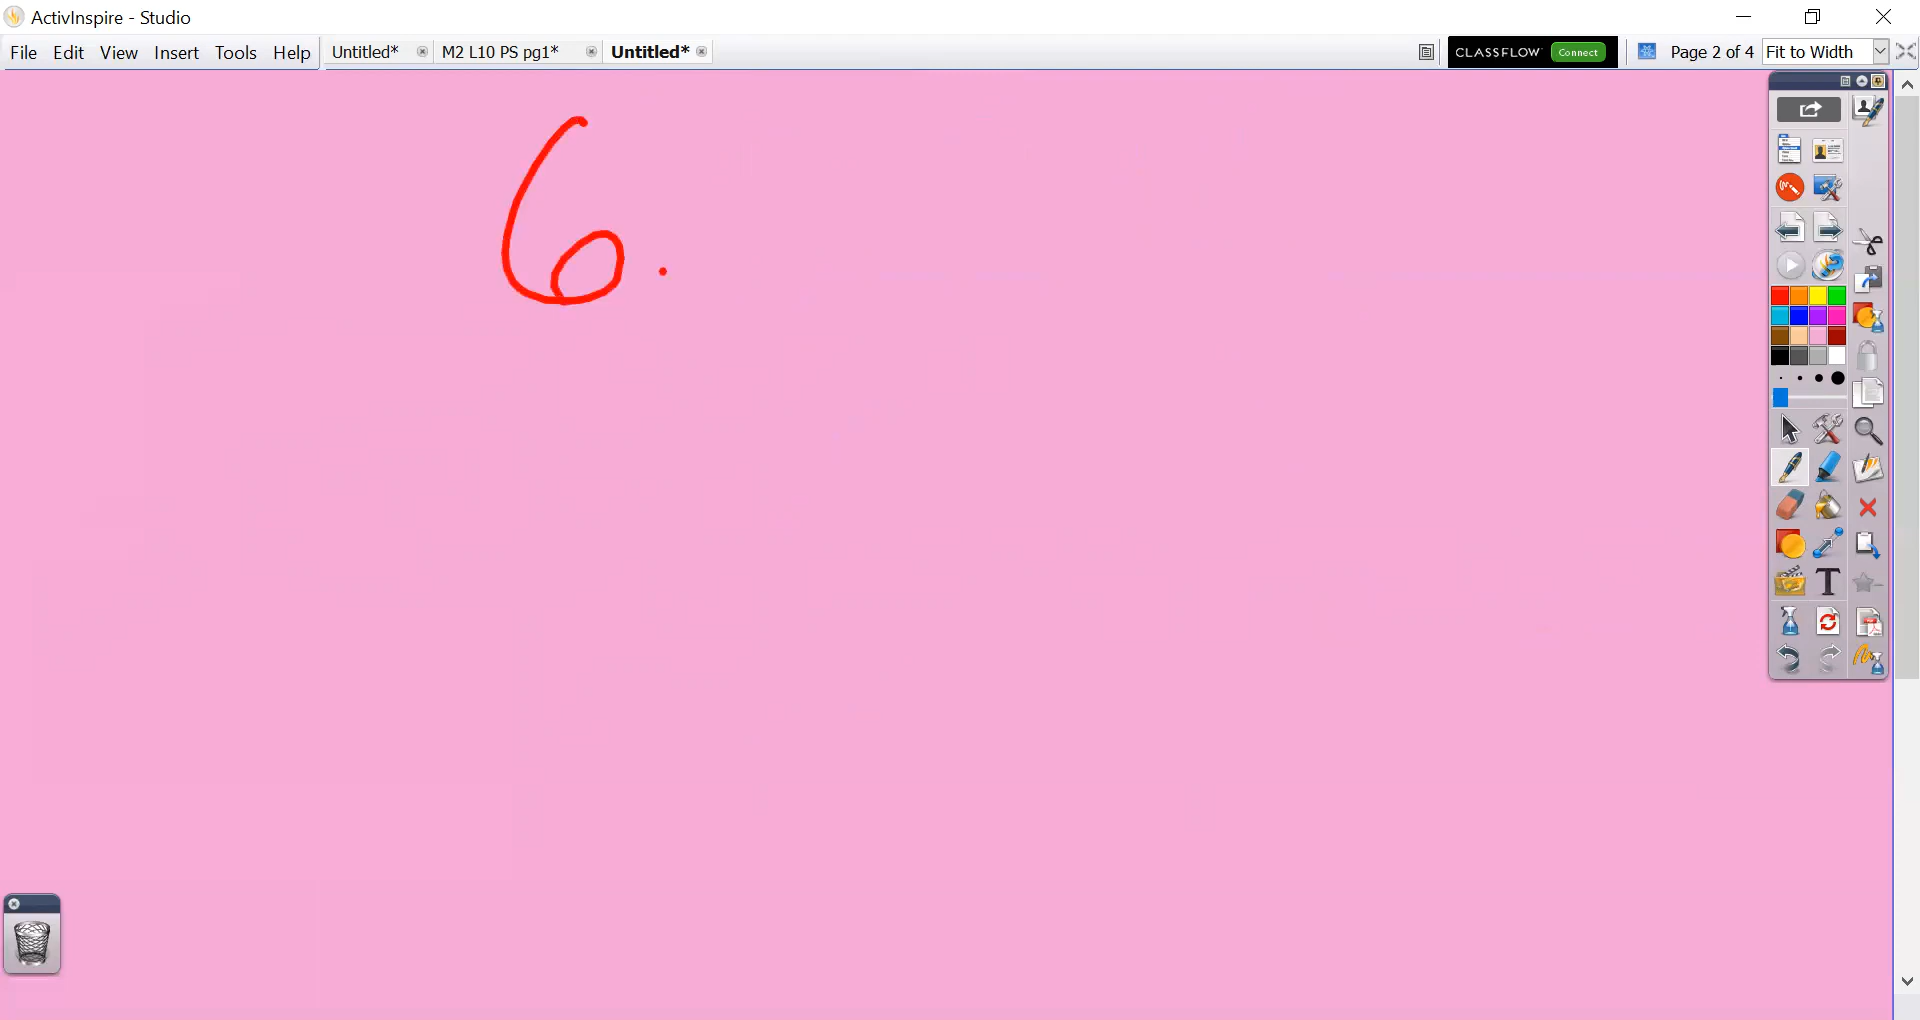 ActivInspire - Studio
File Edit View Insert Tools Help Untitled* M2 L10 PS pg1* Untitled* CLASSFLOW Connect Page 2 of 4 Fit to Width
6.
T